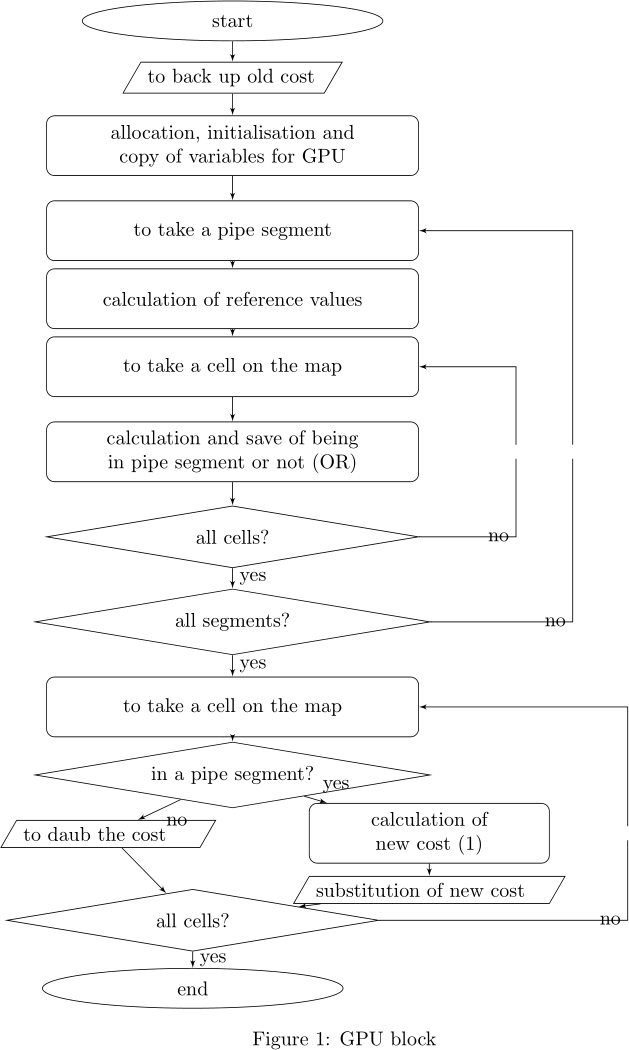 start
to back up old cost
allocation, initialisation and
copy of variables for GPU
to take a pipe segment
calculation of reference values
to take a cell on the map
calculation and save of being
in pipe segment or not (OR)
all cells?
no
yes
all segments?
no
yes
to take a cell on the map
in a pipe segment?
yes
no
to daub the cost
calculation of
new cost (1)
substitution of new cost
all cells?
no
yes
end
Figure 1: GPU block